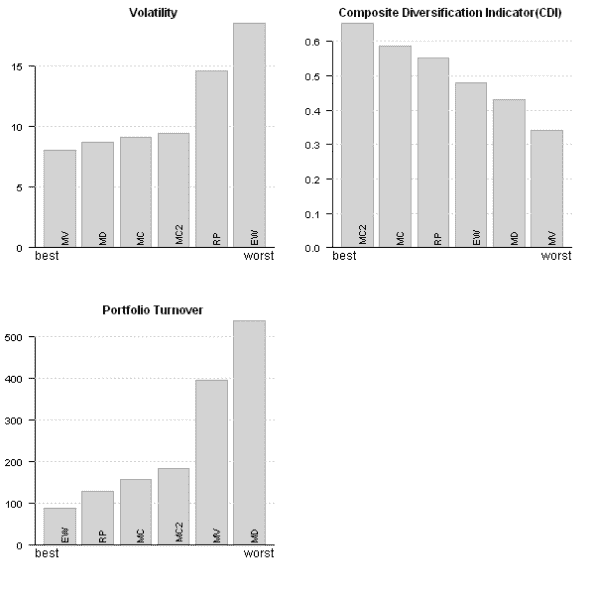 Volatility
15
10
5
0
MV MD MC MC2 RP EW
best worst
Composite Diversification Indicator(CDI)
0.6
0.5
0.4
0.3
0.2
0.1
0.0
MC2 MC RP EW MD MV
best worst
Portfolio Turnover
500
400
300
200
100
0
EW RP MC MC2 MV MD
best worst